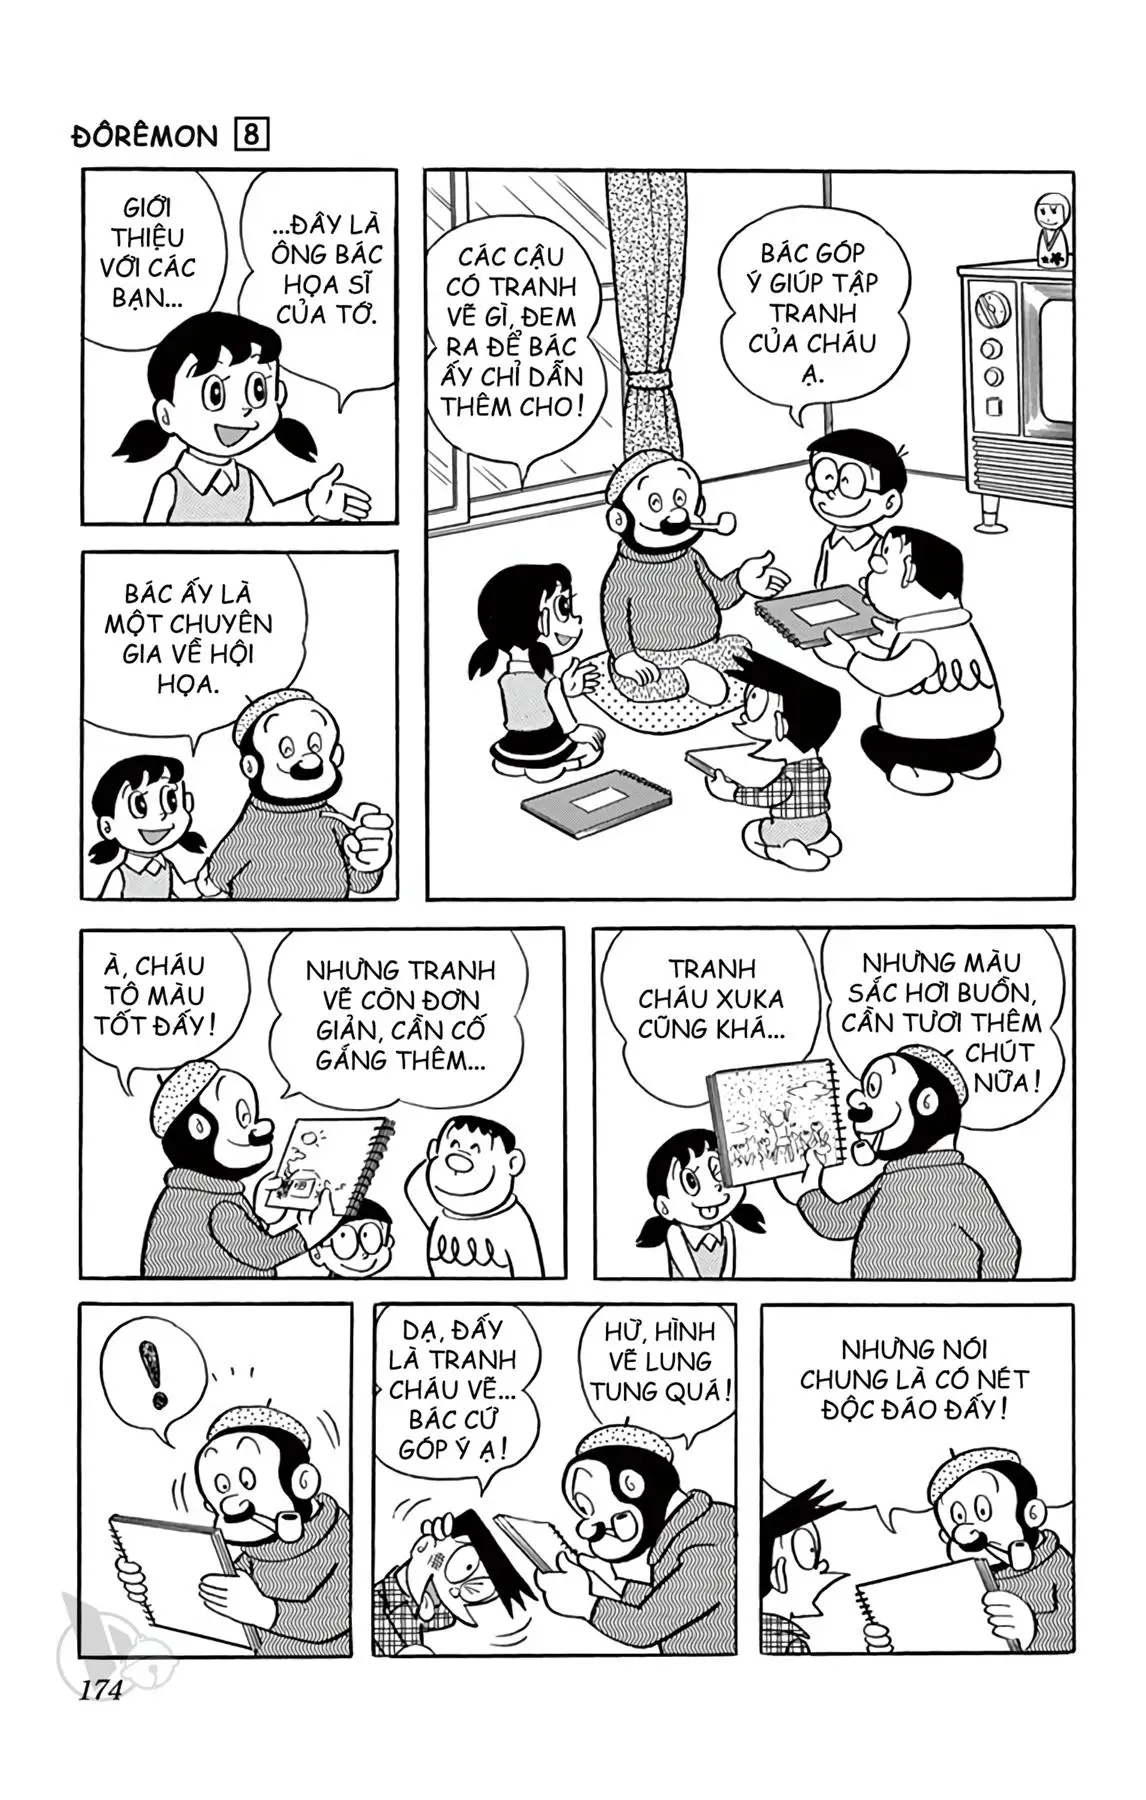 ĐÔRÊMON 8
GIỚI
THIỆU
VỚI CÁC
BẠN...
...ĐÂY LÀ
ÔNG BÁC
HỌA SĨ
CỦA TỚ.
BÁC ẤY LÀ
MỘT CHUYÊN
GIA VỀ HỘI
HỌA.
CÁC CẬU
CÓ TRANH
VẼ GÌ, ĐEM
RA ĐỂ BÁC
ẤY CHỈ DẪN
THÊM CHO!
BÁC GÓP
Ý GIÚP TẬP
TRANH
CỦA CHÁU
Ạ.
À, CHÁU
TÔ MÀU
TỐT ĐẤY!
NHƯNG TRANH
VẼ CÒN ĐƠN
GIẢN, CẦN CỐ
GẮNG THÊM...
TRANH
CHÁU XUKA
CŨNG KHÁ...
NHƯNG MÀU
SẮC HƠI BUỒN,
CẦN TƯƠI THÊM
CHÚT
NỮA!
!
DẠ, ĐẤY
LÀ TRANH
CHÁU VẼ...
BÁC CỨ
GÓP Ý Ạ!
HỪ, HÌNH
VẼ LUNG
TUNG QUÁ!
NHƯNG NÓI
CHUNG LÀ CÓ NÉT
ĐỘC ĐÁO ĐẤY!
174